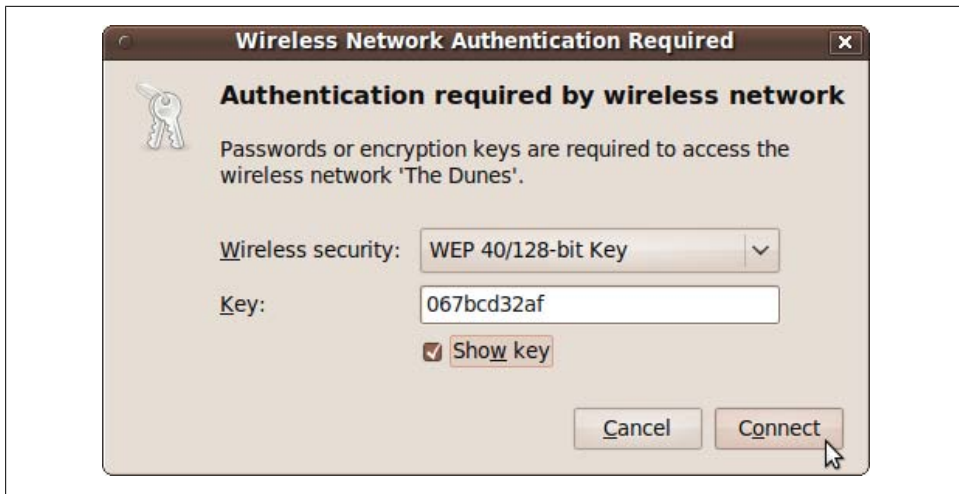 Wireless Network Authentication Required
Authentication required by wireless network
Passwords or encryption keys are required to access the
wireless network 'The Dunes'.
Wireless security: WEP 40/128-bit Key
Key: 067bcd32af
Show key
Cancel Connect